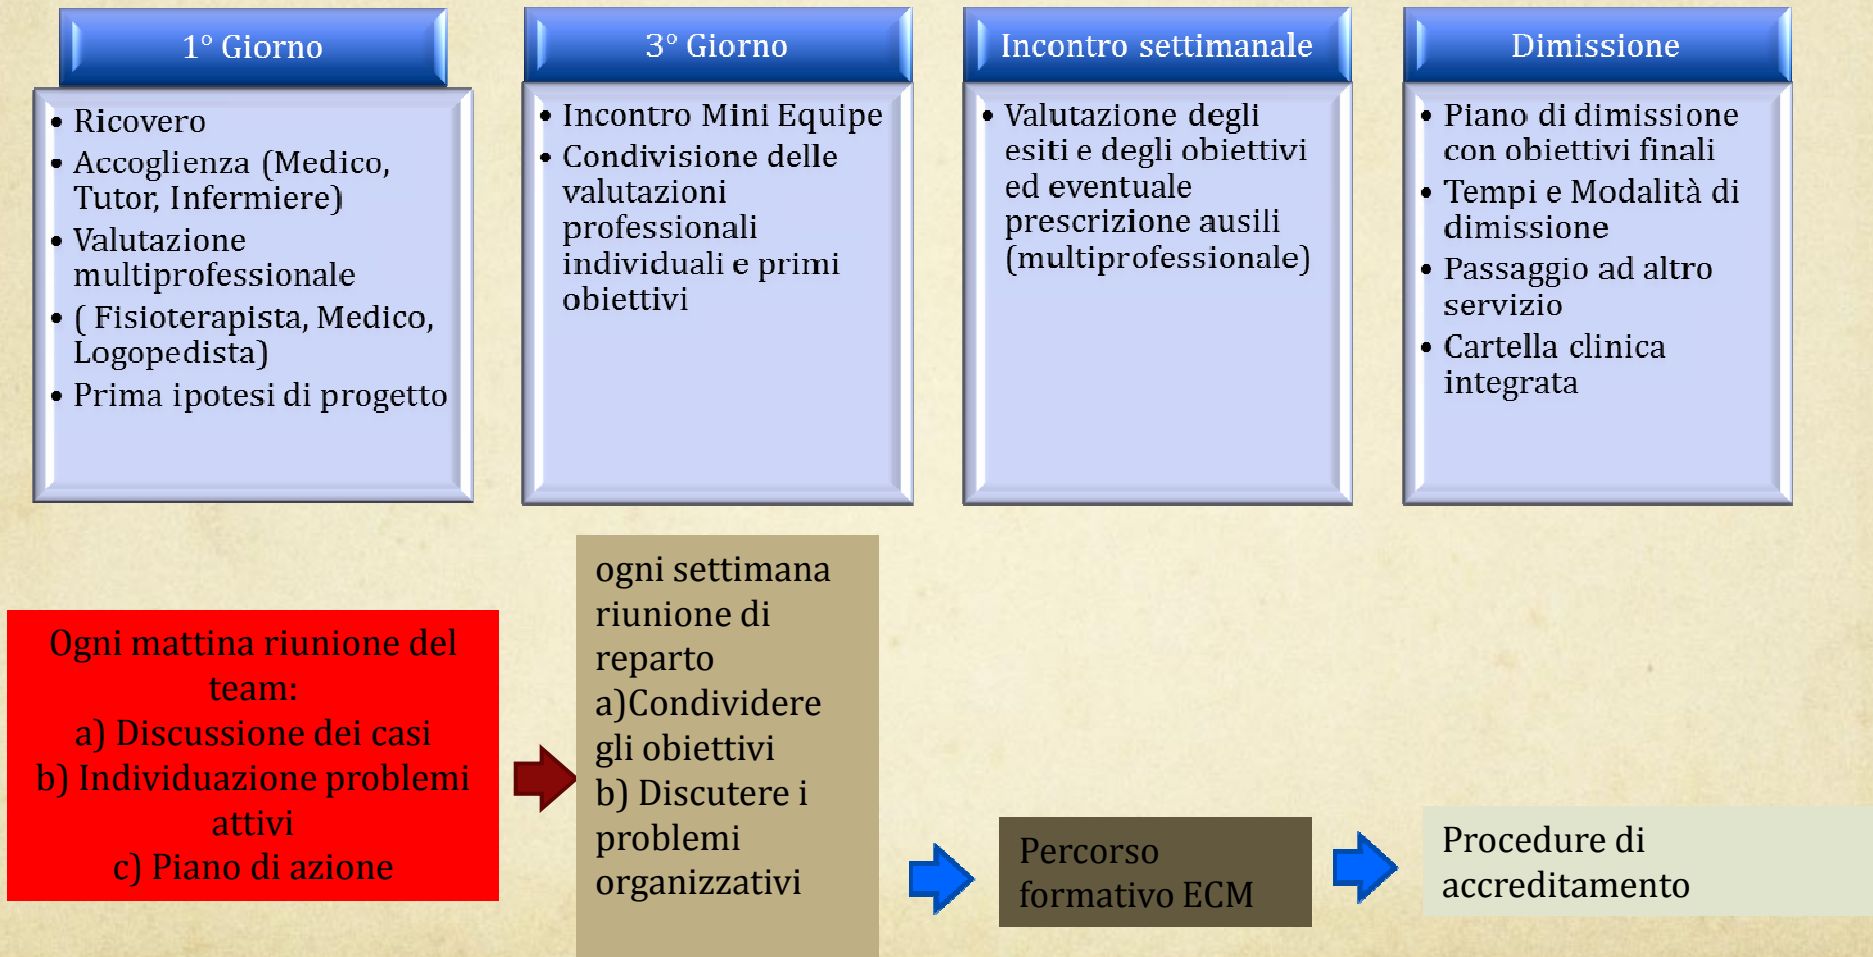 1° Giorno
• Ricovero
• Accoglienza (Medico,
Tutor, Infermiere)
• Valutazione
multiprofessionale
• ( Fisioterapista, Medico,
Logopedista)
• Prima ipotesi di progetto
3° Giorno
• Incontro Mini Equipe
• Condivisione delle
valutazioni
professionali
individuali e primi
obiettivi
Incontro settimanale
• Valutazione degli
esiti e degli obiettivi
ed eventuale
prescrizione ausili
(multiprofessionale)
Dimissione
• Piano di dimissione
con obiettivi finali
• Tempi e Modalità di
dimissione
• Passaggio ad altro
servizio
• Cartella clinica
integrata
Ogni mattina riunione del
team:
a) Discussione dei casi
b) Individuazione problemi
attivi
c) Piano di azione
ogni settimana
riunione di
reparto
a)Condividere
gli obiettivi
b) Discutere i
problemi
organizzativi
Percorso
formativo ECM
Procedure di
accreditamento